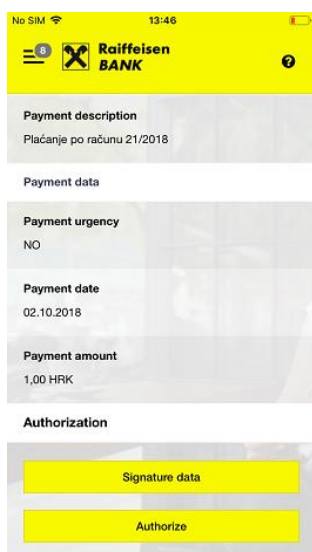 No SIM 13:46
8
Raiffeisen
BANK
?
Payment description
Plaćanje po računu 21/2018
Payment data
Payment urgency
NO
Payment date
02.10.2018
Payment amount
1,00 HRK
Authorization
Signature data
Authorize